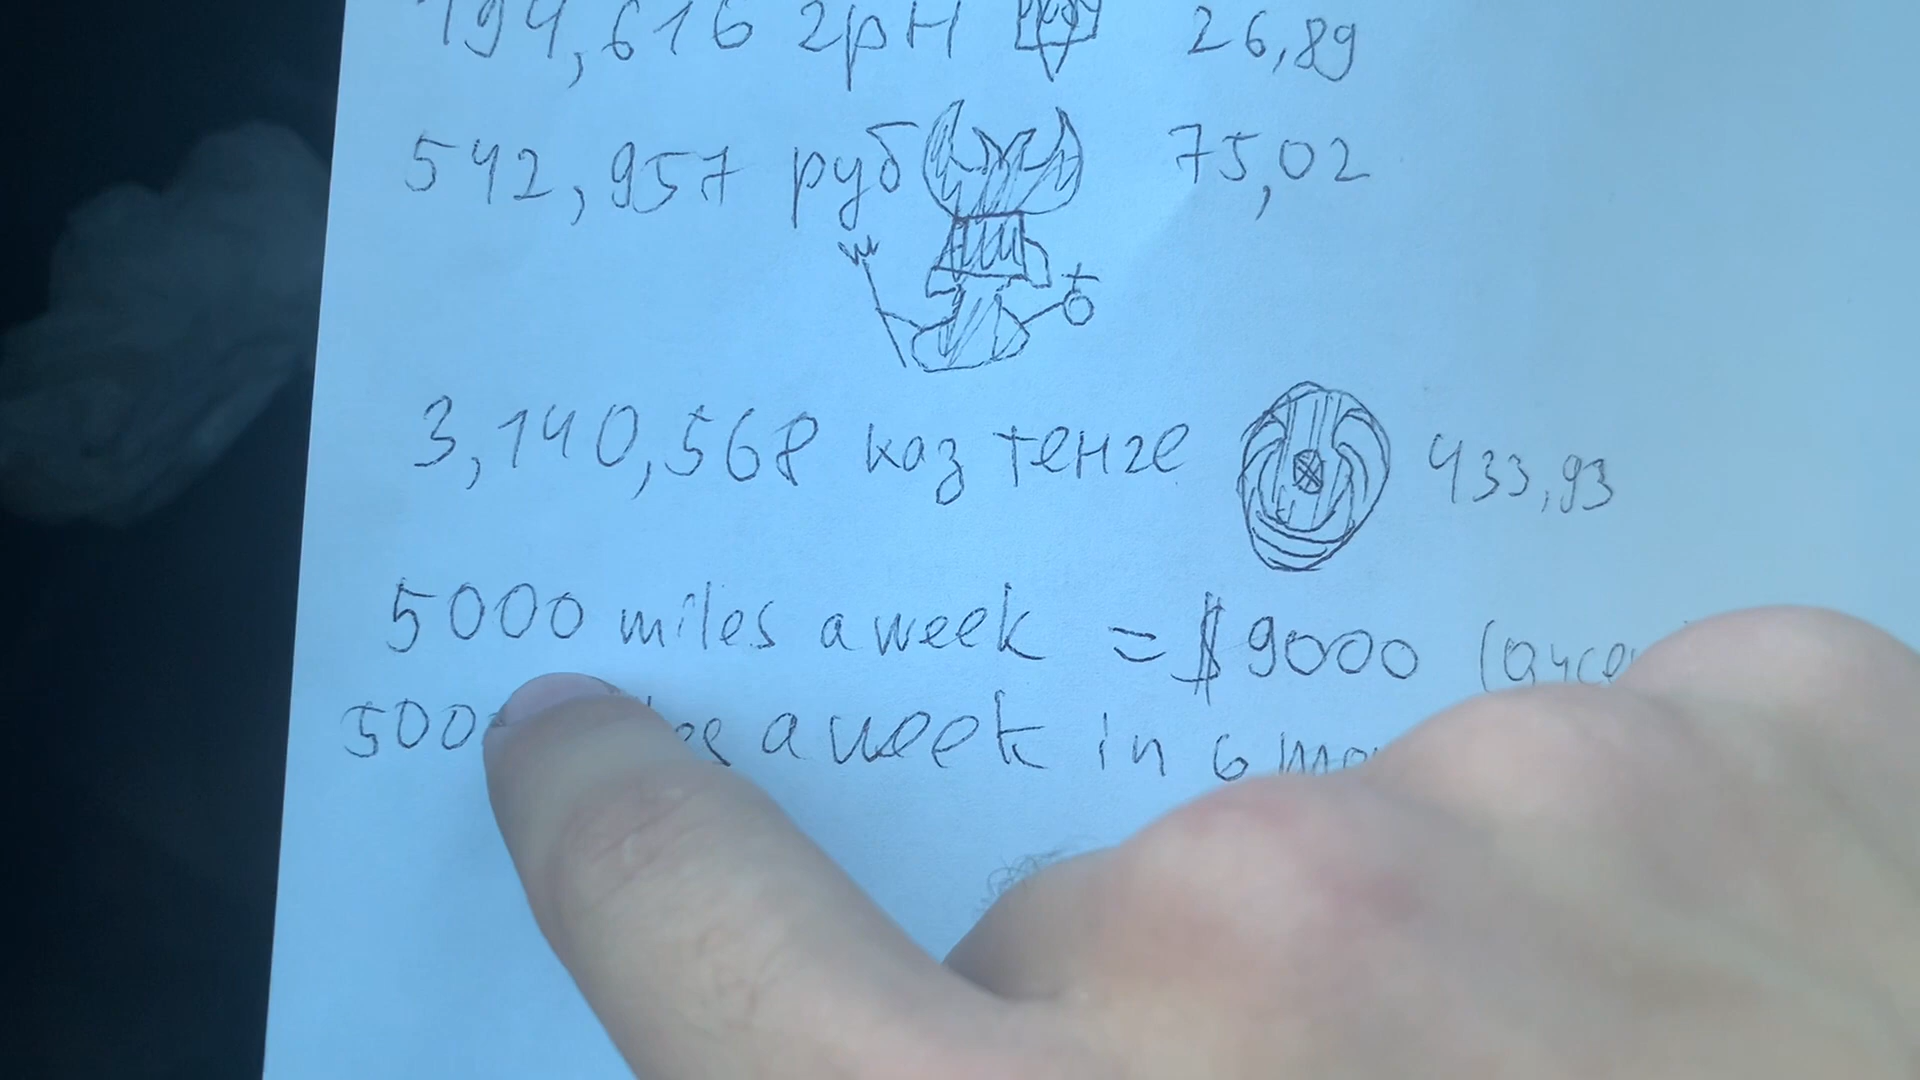 194,616 грн 26,89
542,957 руб 75,02
3,140,568 каз тенге 433,93
5000 miles a week = $9000
a week in 6